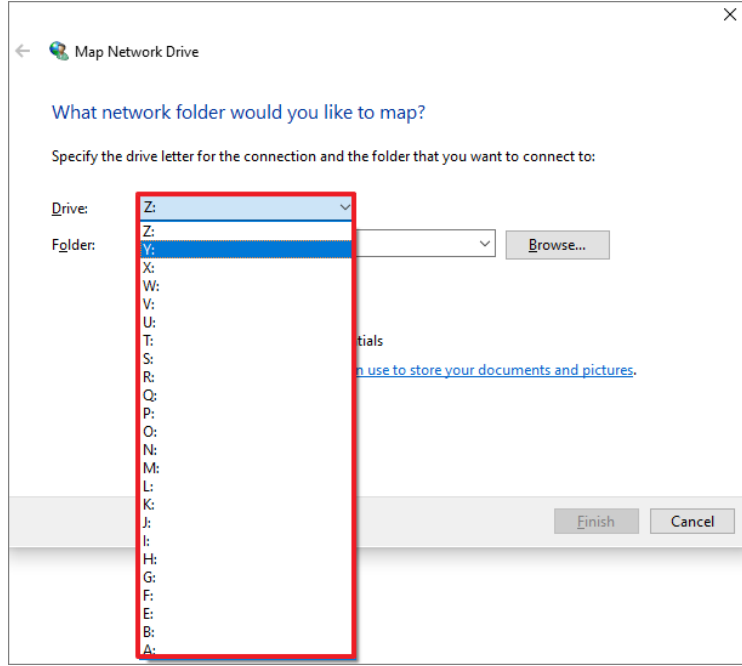 Map Network Drive
What network folder would you like to map?
Specify the drive letter for the connection and the folder that you want to connect to:
Drive: Z:
Folder: Browse...
Z:
Y:
X:
W:
V:
U:
T:
S:
R:
Q:
P:
O:
N:
M:
L:
K:
J:
I:
H:
G:
F:
E:
B:
A:
tials
n use to store your documents and pictures.
Finish Cancel